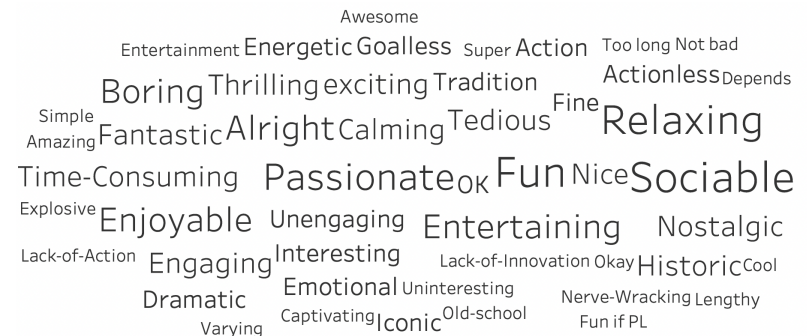 Awesome
Entertainment Energetic Goalless Super Action Too long Not bad
Boring Thrilling exciting Tradition Actionless Depends
Simple Fine
Amazing Fantastic Alright Calming Tedious Relaxing
Time-Consuming Passionate OK Fun Nice Sociable
Explosive Enjoyable Unengaging Entertaining Nostalgic
Lack-of-Action Engaging Interesting Lack-of-Innovation Okay Historic Cool
Dramatic Emotional Uninteresting Nerve-Wracking Lengthy
Varying Captivating Iconic Old-school Fun if PL